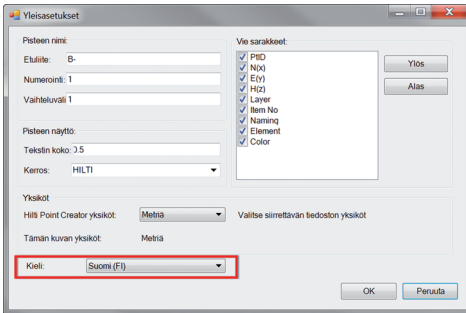 Yleisasetukset
Pisteen nimi:
Etuliite: B-
Numerointi: 1
Vaihteluväli 1
Pisteen näyttö:
Tekstin koko: 0.5
Kerros: HILTI
Vie sarakkeet:
PtID
N(x)
E(y)
H(z)
Layer
Item No
Naming
Element
Color
Ylös
Alas
Yksiköt
Hilti Point Creator yksiköt: Metriä Valitse siirrettävän tiedoston yksiköt
Tämän kuvan yksiköt: Metriä
Kieli: Suomi (FI)
OK Peruuta